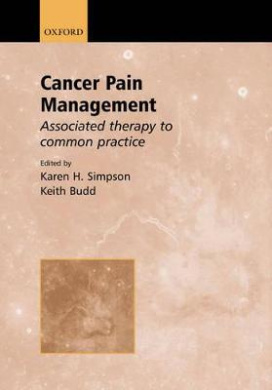 OXFORD
Cancer Pain
Management
Associated therapy to
common practice
Edited by
Karen H. Simpson
Keith Budd